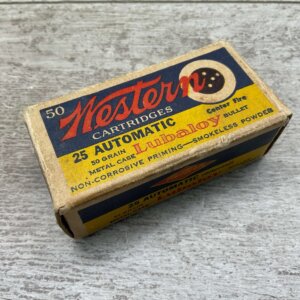 50 Western
CARTRIDGES
25 AUTOMATIC Center Fire
50 GRAIN Lubaloy BULLET
METAL CASE
NON-CORROSIVE PRIMING—SMOKELESS POWDER
25 AUTOMATIC